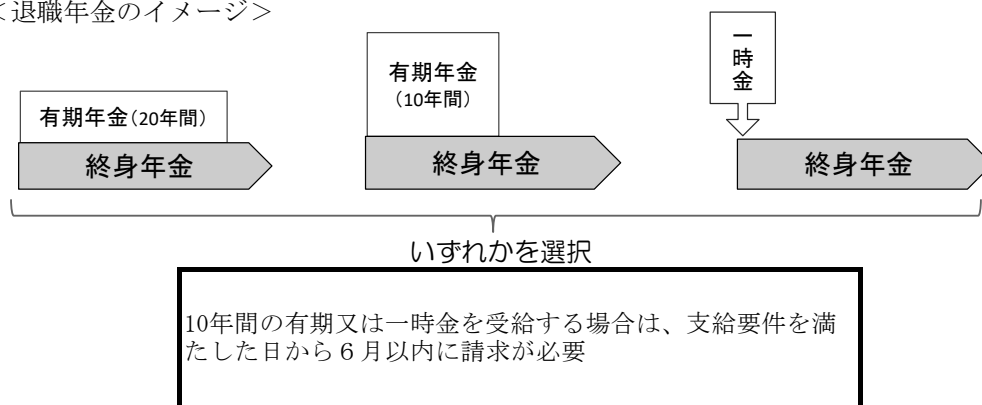 <退職年金のイメージ>
有期年金(20年間)
終身年金
有期年金
(10年間)
終身年金
一時金
終身年金
いずれかを選択
10年間の有期又は一時金を受給する場合は、支給要件を満
たした日から6月以内に請求が必要